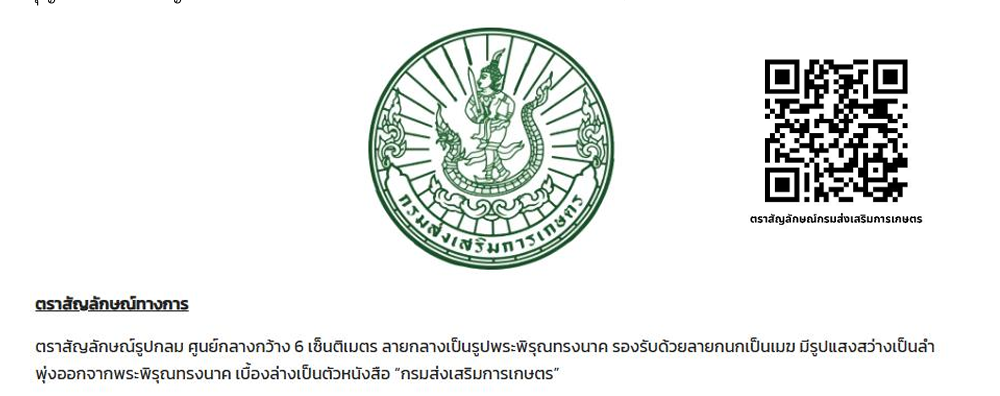 กรมส่งเสริมการเกษตร
ตราสัญลักษณ์กรมส่งเสริมการเกษตร
ตราสัญลักษณ์ทางการ
ตราสัญลักษณ์รูปกลม ศูนย์กลางกว้าง 6 เซ็นติเมตร ลายกลางเป็นรูปพระพิรุณทรงนาค รองรับด้วยลายกนกเป็นเมฆ มีรูปแสงสว่างเป็นลำ
พุ่งออกจากพระพิรุณทรงนาค เบื้องล่างเป็นตัวหนังสือ “กรมส่งเสริมการเกษตร”